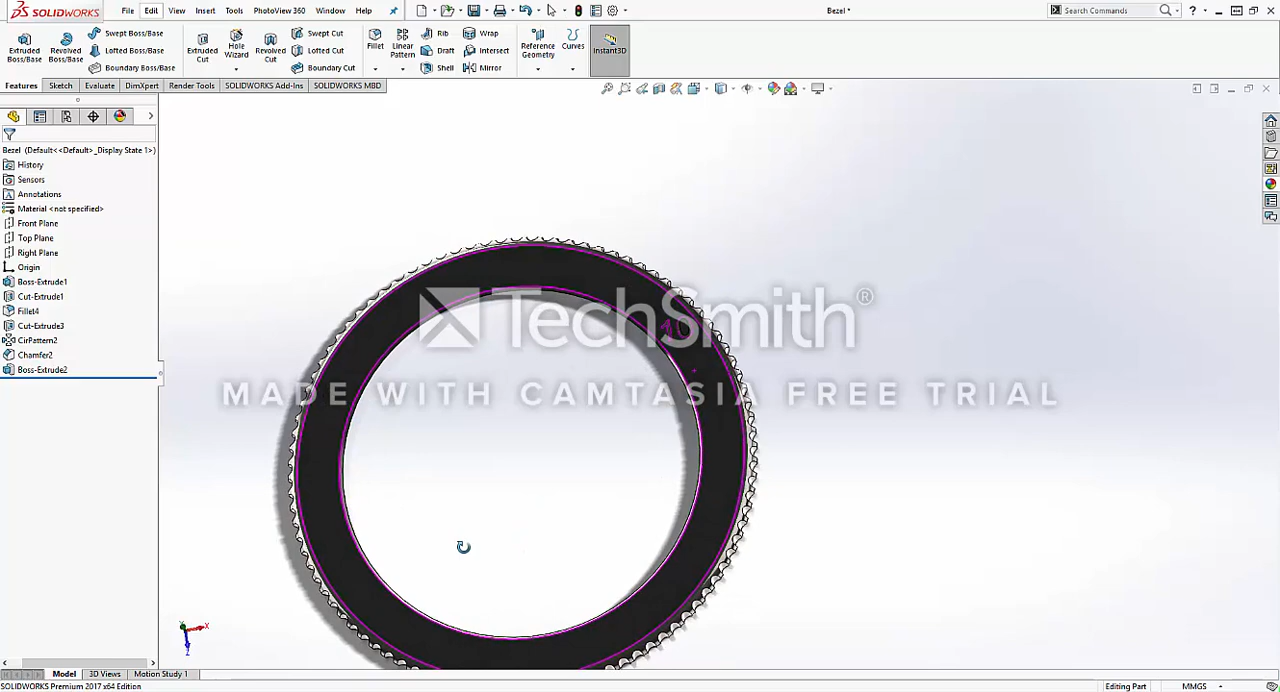 SOLIDWORKS File Edit View Insert Tools PhotoView 360 Window Help Bezel * Search Commands
Extruded Boss/Base
Revolved Boss/Base
Swept Boss/Base
Lofted Boss/Base
Boundary Boss/Base
Extruded Cut
Hole Wizard
Revolved Cut
Swept Cut
Lofted Cut
Boundary Cut
Fillet
Linear Pattern
Rib
Draft
Shell
Wrap
Intersect
Mirror
Reference Geometry
Curves
Instant3D
Features Sketch Evaluate DimXpert Render Tools SOLIDWORKS Add-Ins SOLIDWORKS MBD
Bezel (Default<<Default>_Display State 1>)
History
Sensors
Annotations
Material <not specified>
Front Plane
Top Plane
Right Plane
Origin
Boss-Extrude1
Cut-Extrude1
Fillet4
Cut-Extrude3
CirPattern2
Chamfer2
Boss-Extrude2
10
TechSmith®
MADE WITH CAMTASIA FREE TRIAL
Model 3D Views Motion Study 1
SOLIDWORKS Premium 2017 x64 Edition Editing Part MMGS